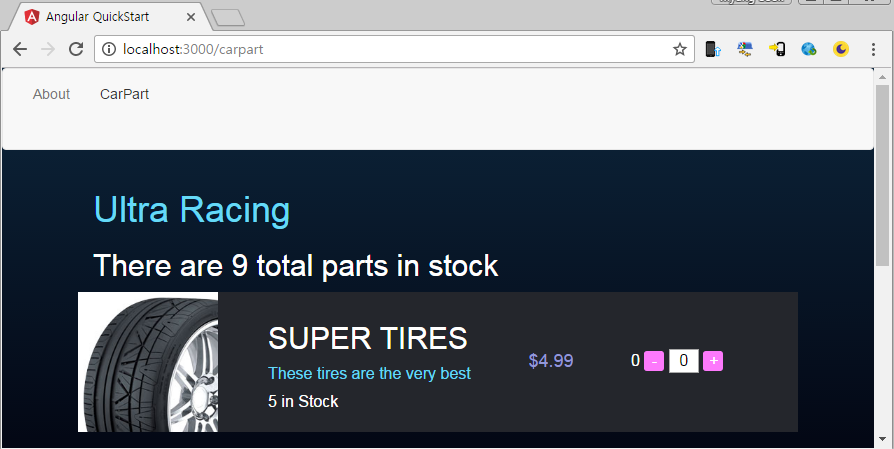 Angular QuickStart
localhost:3000/carpart
About CarPart
Ultra Racing
There are 9 total parts in stock
SUPER TIRES
These tires are the very best
5 in Stock
$4.99
0 - 0 +